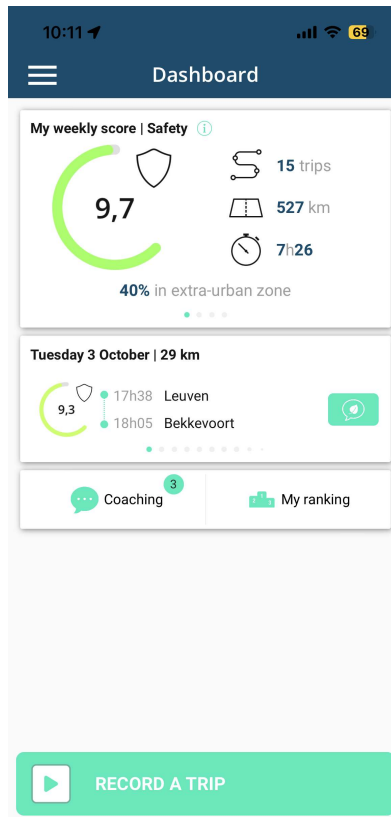 10:11
69
Dashboard
My weekly score | Safety
9,7
15 trips
527 km
7h26
40% in extra-urban zone
Tuesday 3 October | 29 km
9,3
17h38 Leuven
18h05 Bekkevoort
Coaching
3
My ranking
RECORD A TRIP